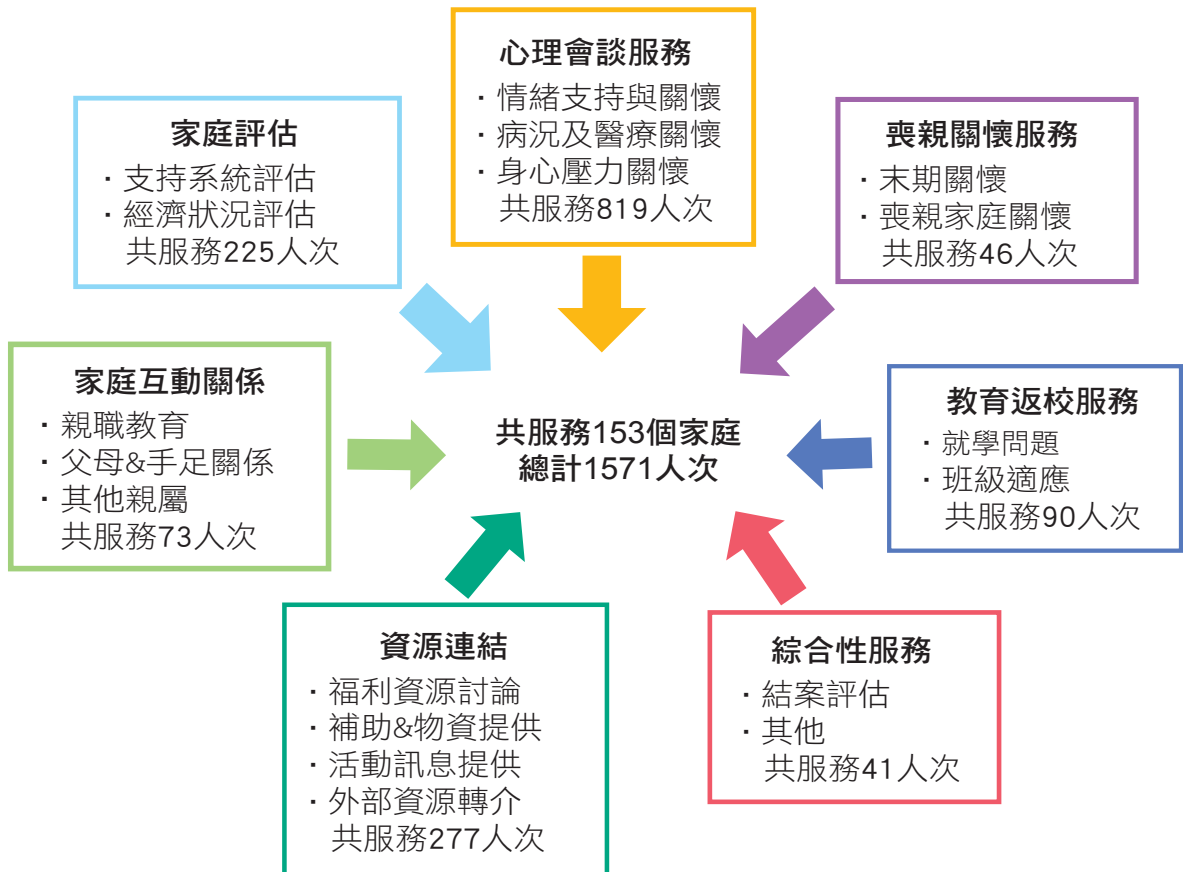 心理會談服務
・情緒支持與關懷
・病況及醫療關懷
・身心壓力關懷
共服務819人次
家庭評估
・支持系統評估
・經濟狀況評估
共服務225人次
喪親關懷服務
・末期關懷
・喪親家庭關懷
共服務46人次
家庭互動關係
・親職教育
・父母&手足關係
・其他親屬
共服務73人次
共服務153個家庭
總計1571人次
教育返校服務
・就學問題
・班級適應
共服務90人次
資源連結
・福利資源討論
・補助&物資提供
・活動訊息提供
・外部資源轉介
共服務277人次
綜合性服務
・結案評估
・其他
共服務41人次